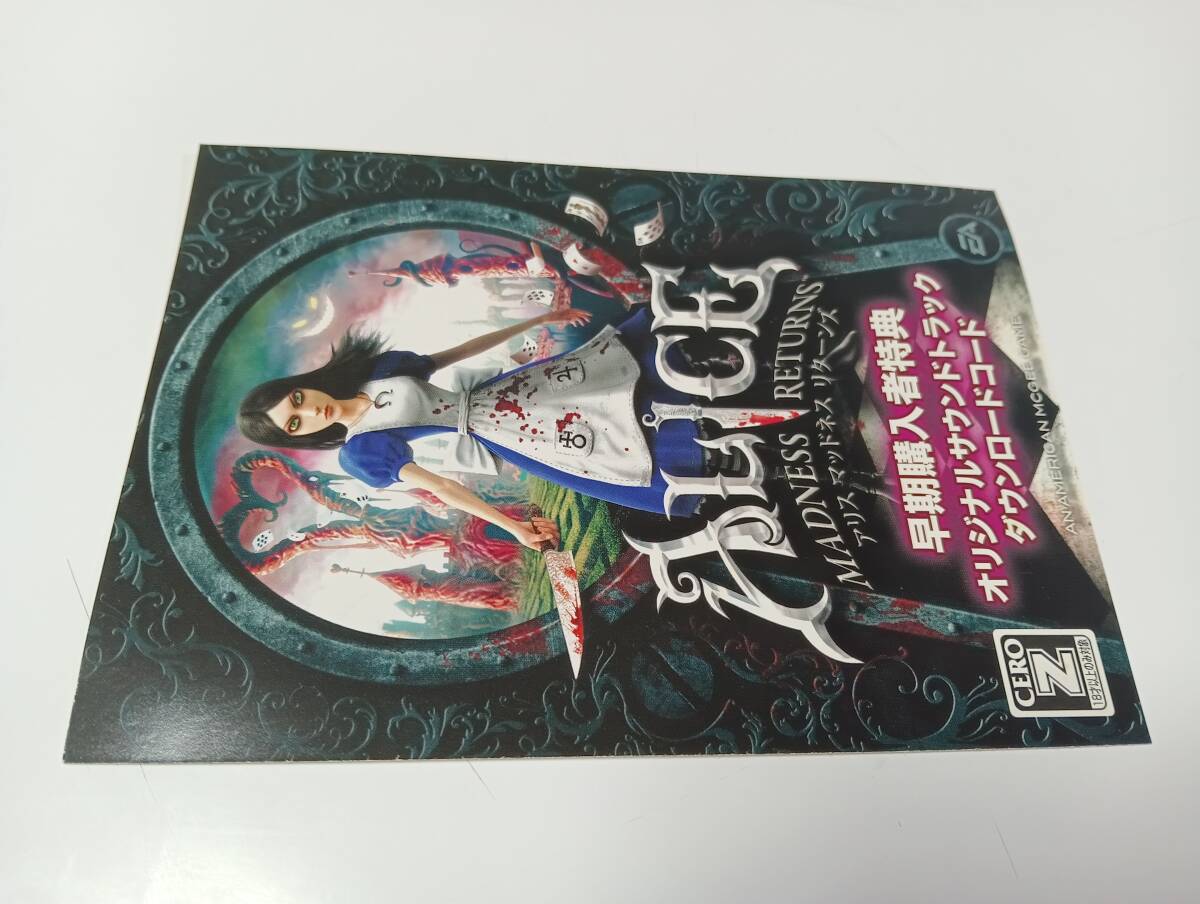 ALICE
MADNESS RETURNS
アリス マッドネス リターンズ
早期購入者特典
オリジナルサウンドトラック
ダウンロードコード
AN AMERICAN MCGEE GAME
EA
CERO
Z
18才以上のみ対象